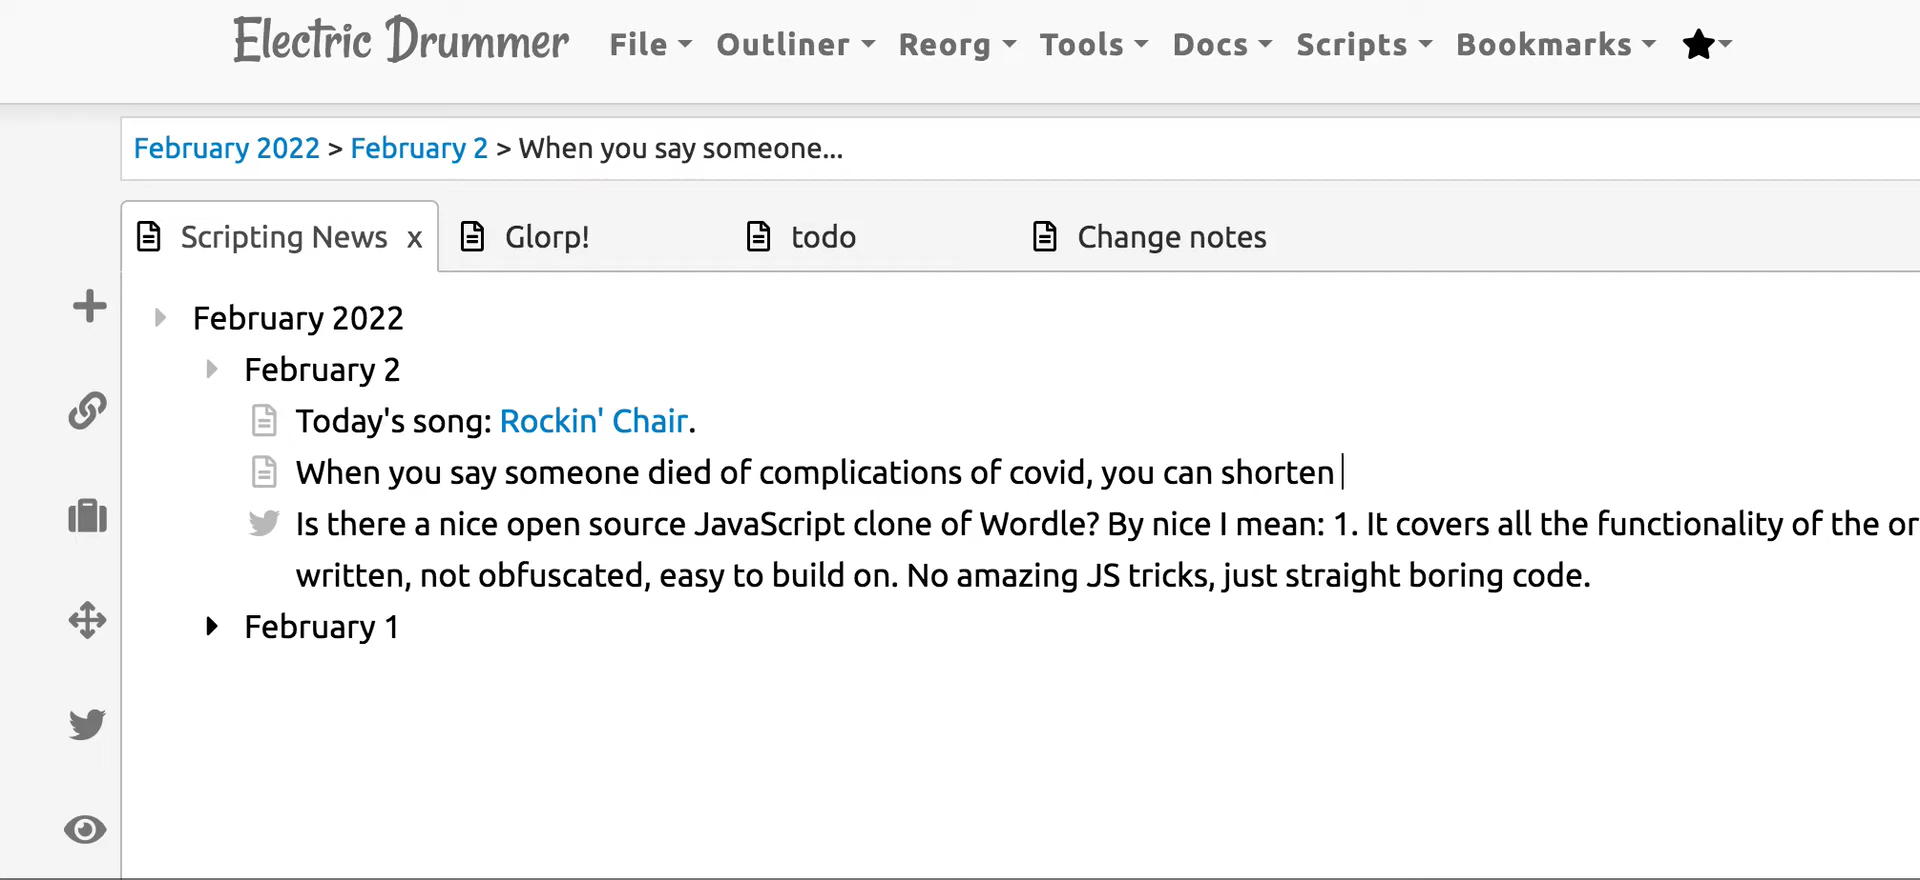 Electric Drummer File Outliner Reorg Tools Docs Scripts Bookmarks
February 2022 > February 2 > When you say someone...
Scripting News x Glorp! todo Change notes
February 2022
February 2
Today's song: Rockin' Chair.
When you say someone died of complications of covid, you can shorten
Is there a nice open source JavaScript clone of Wordle? By nice I mean: 1. It covers all the functionality of the or
written, not obfuscated, easy to build on. No amazing JS tricks, just straight boring code.
February 1